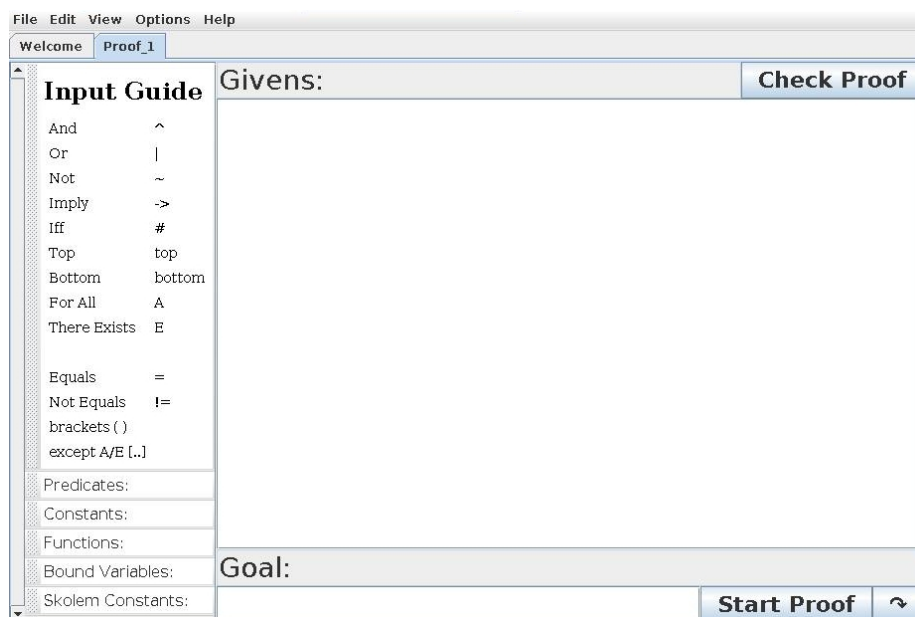 File Edit View Options Help
Welcome Proof_1
Input Guide
And ^
Or |
Not ~
Imply ->
Iff #
Top top
Bottom bottom
For All A
There Exists E
Equals =
Not Equals !=
brackets ( )
except A/E [..]
Predicates:
Constants:
Functions:
Bound Variables:
Skolem Constants:
Givens:
Check Proof
Goal:
Start Proof